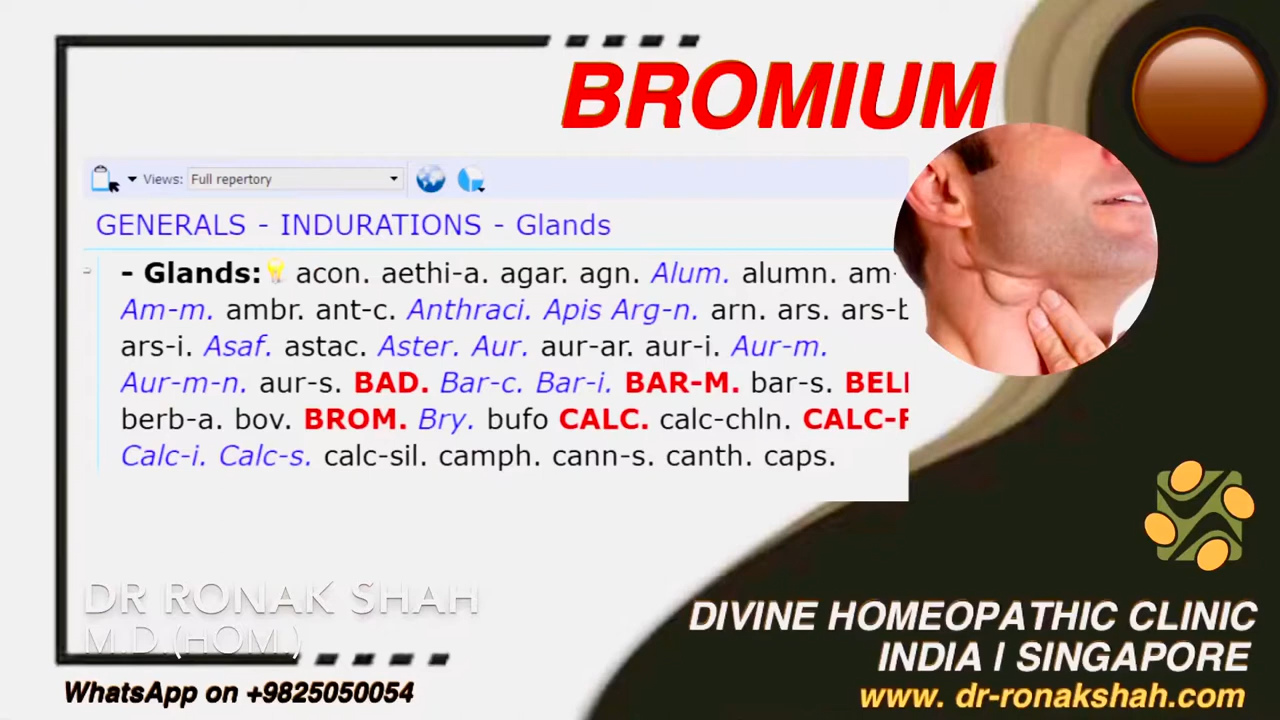 BROMIUM
Views: Full repertory
GENERALS - INDURATIONS - Glands
- Glands: acon. aethi-a. agar. agn. Alum. alumn. am-
Am-m. ambr. ant-c. Anthraci. Apis Arg-n. arn. ars. ars-b
ars-i. Asaf. astac. Aster. Aur. aur-ar. aur-i. Aur-m.
Aur-m-n. aur-s. BAD. Bar-c. Bar-i. BAR-M. bar-s.
berb-a. bov. BROM. Bry. bufo CALC. calc-chln. CALC-F
Calc-i. Calc-s. calc-sil. camph. cann-s. canth. caps.
DR RONAK SHAH
M.D.(HOM.)
WhatsApp on +9825050054
DIVINE HOMEOPATHIC CLINIC
INDIA | SINGAPORE
www. dr-ronakshah.com